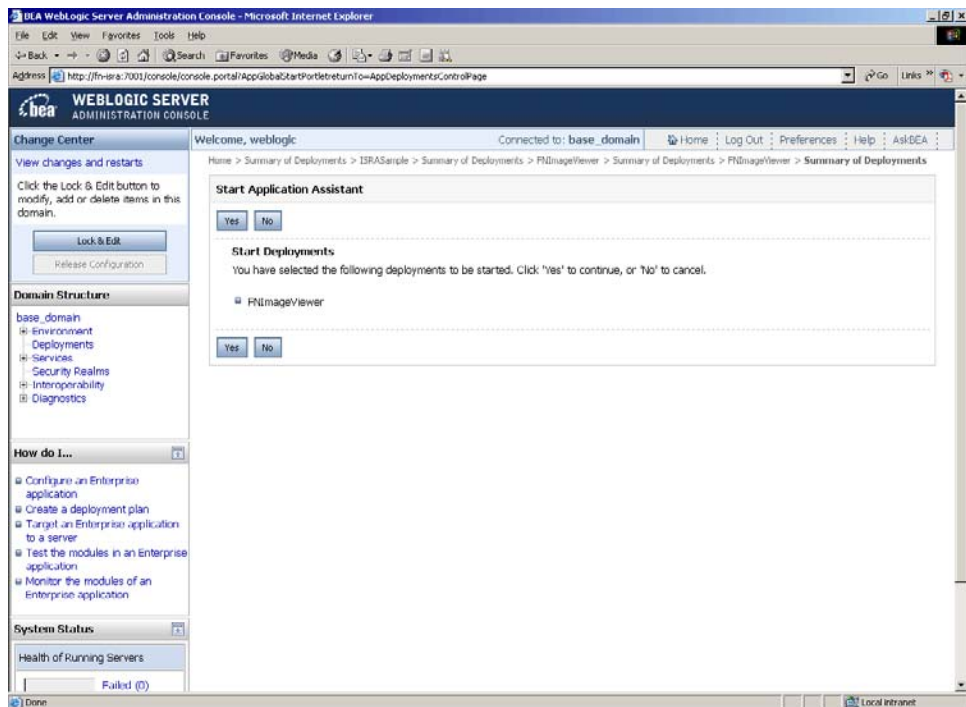 BEA WebLogic Server Administration Console - Microsoft Internet Explorer
File Edit View Favorites Tools Help
Back Search Favorites Media
Address http://fn-isra:7001/console/console.portal?AppGlobalStartPortletreturnTo=AppDeploymentsControlPage Go Links »
bea WEBLOGIC SERVER
ADMINISTRATION CONSOLE
Change Center
View changes and restarts
Click the Lock & Edit button to
modify, add or delete items in this
domain.
Lock & Edit
Release Configuration
Domain Structure
base_domain
Environment
Deployments
Services
Security Realms
Interoperability
Diagnostics
How do I...
Configure an Enterprise
application
Create a deployment plan
Target an Enterprise application
to a server
Test the modules in an Enterprise
application
Monitor the modules of an
Enterprise application
System Status
Health of Running Servers
Failed (0)
Welcome, weblogic Connected to: base_domain Home Log Out Preferences Help AskBEA
Home > Summary of Deployments > ISRASample > Summary of Deployments > FNImageViewer > Summary of Deployments > FNImageViewer > Summary of Deployments
Start Application Assistant
Yes No
Start Deployments
You have selected the following deployments to be started. Click 'Yes' to continue, or 'No' to cancel.
FNImageViewer
Yes No
Done Local intranet